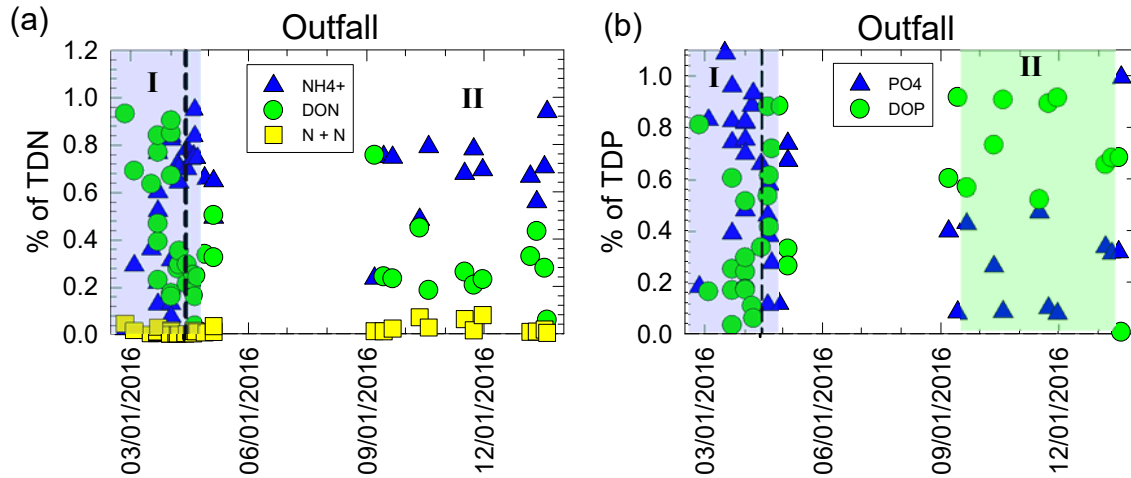 (a)
Outfall
% of TDN
1.2
1.0
0.8
0.6
0.4
0.2
0.0
I
II
NH4+
DON
N + N
03/01/2016
06/01/2016
09/01/2016
12/01/2016
(b)
Outfall
% of TDP
1.0
0.8
0.6
0.4
0.2
0.0
I
II
PO4
DOP
03/01/2016
06/01/2016
09/01/2016
12/01/2016